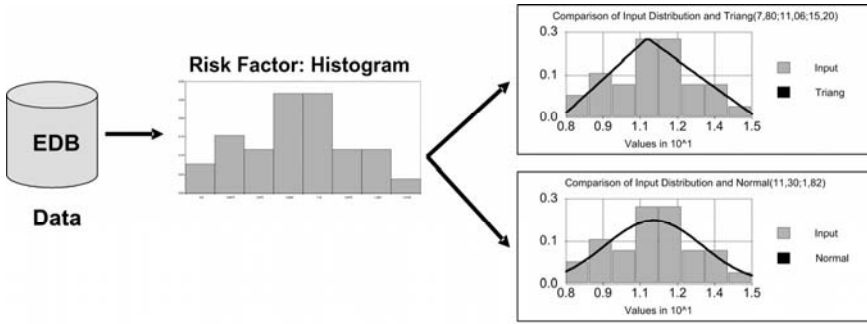 EDB
Data
Risk Factor: Histogram
Comparison of Input Distribution and Triang(7,80;11,06;15,20)
0.3
0.1
0.0
0.8 0.9 1.1 1.2 1.4 1.5
Values in 10^1
Input
Triang
Comparison of Input Distribution and Normal(11,30;1,82)
0.3
0.1
0.0
0.8 0.9 1.1 1.2 1.4 1.5
Values in 10^1
Input
Normal